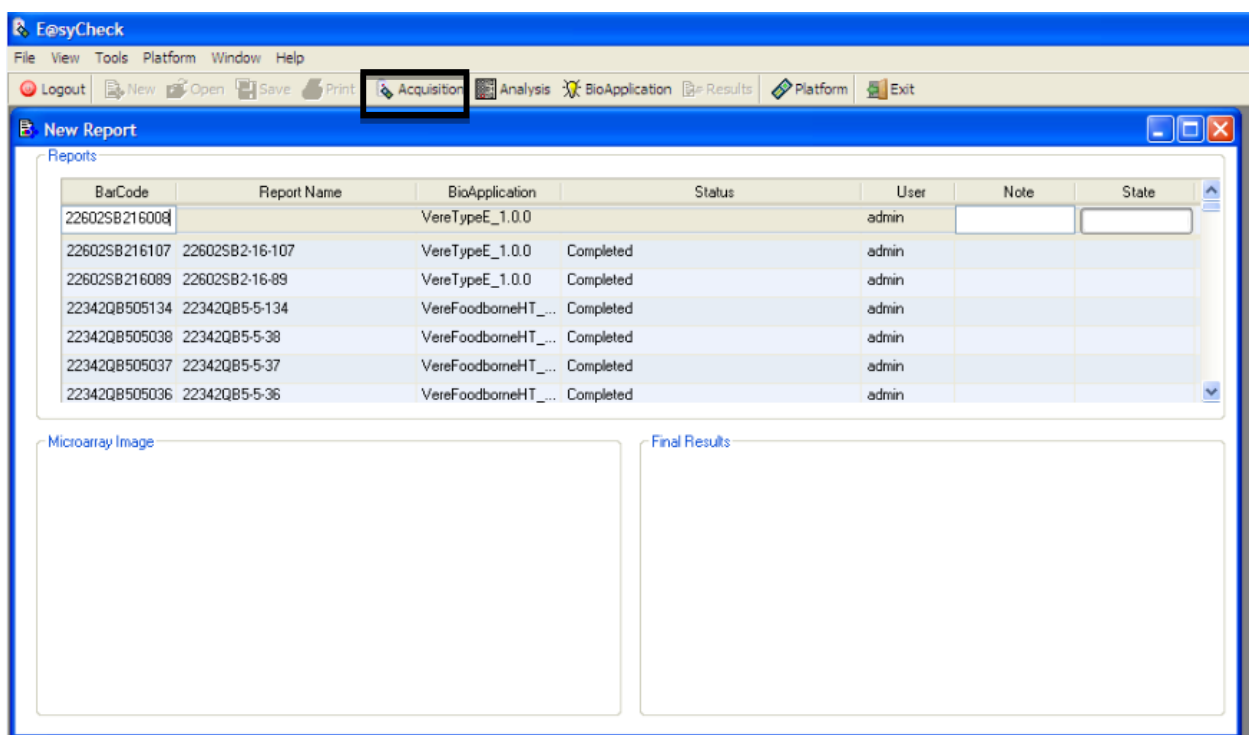 E@syCheck
File View Tools Platform Window Help
Logout New Open Save Print Acquisition Analysis BioApplication Results Platform Exit
New Report
Reports
BarCode Report Name BioApplication Status User Note State
22602SB216008 VereTypeE_1.0.0 admin
22602SB216107 22602SB2-16-107 VereTypeE_1.0.0 Completed admin
22602SB216089 22602SB2-16-89 VereTypeE_1.0.0 Completed admin
22342QB505134 22342QB5-5-134 VereFoodborneHT_... Completed admin
22342QB505038 22342QB5-5-38 VereFoodborneHT_... Completed admin
22342QB505037 22342QB5-5-37 VereFoodborneHT_... Completed admin
22342QB505036 22342QB5-5-36 VereFoodborneHT_... Completed admin
Microarray Image Final Results